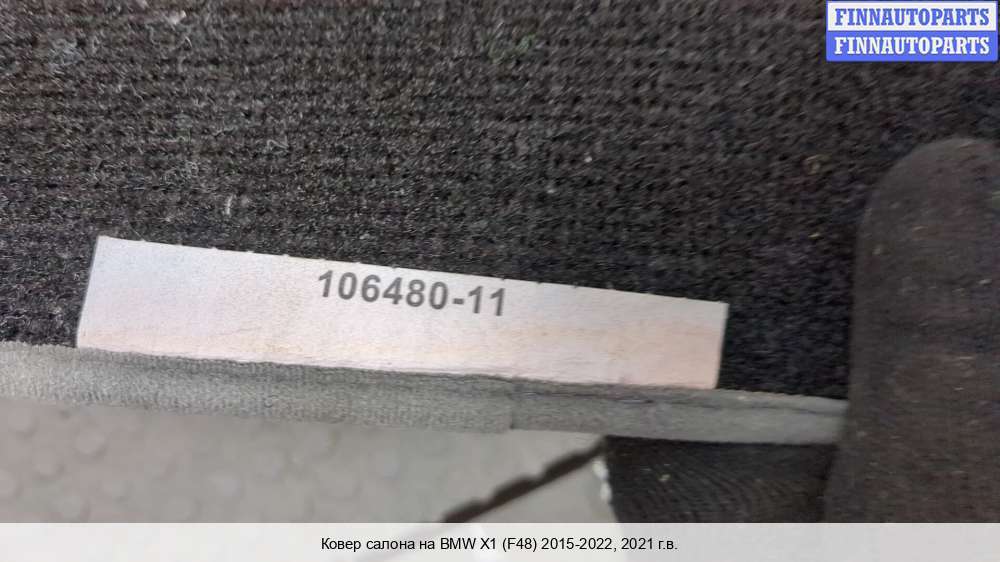 FINNAUTOPARTS
FINNAUTOPARTS
106480-11
Ковер салона на BMW X1 (F48) 2015-2022, 2021 г.в.